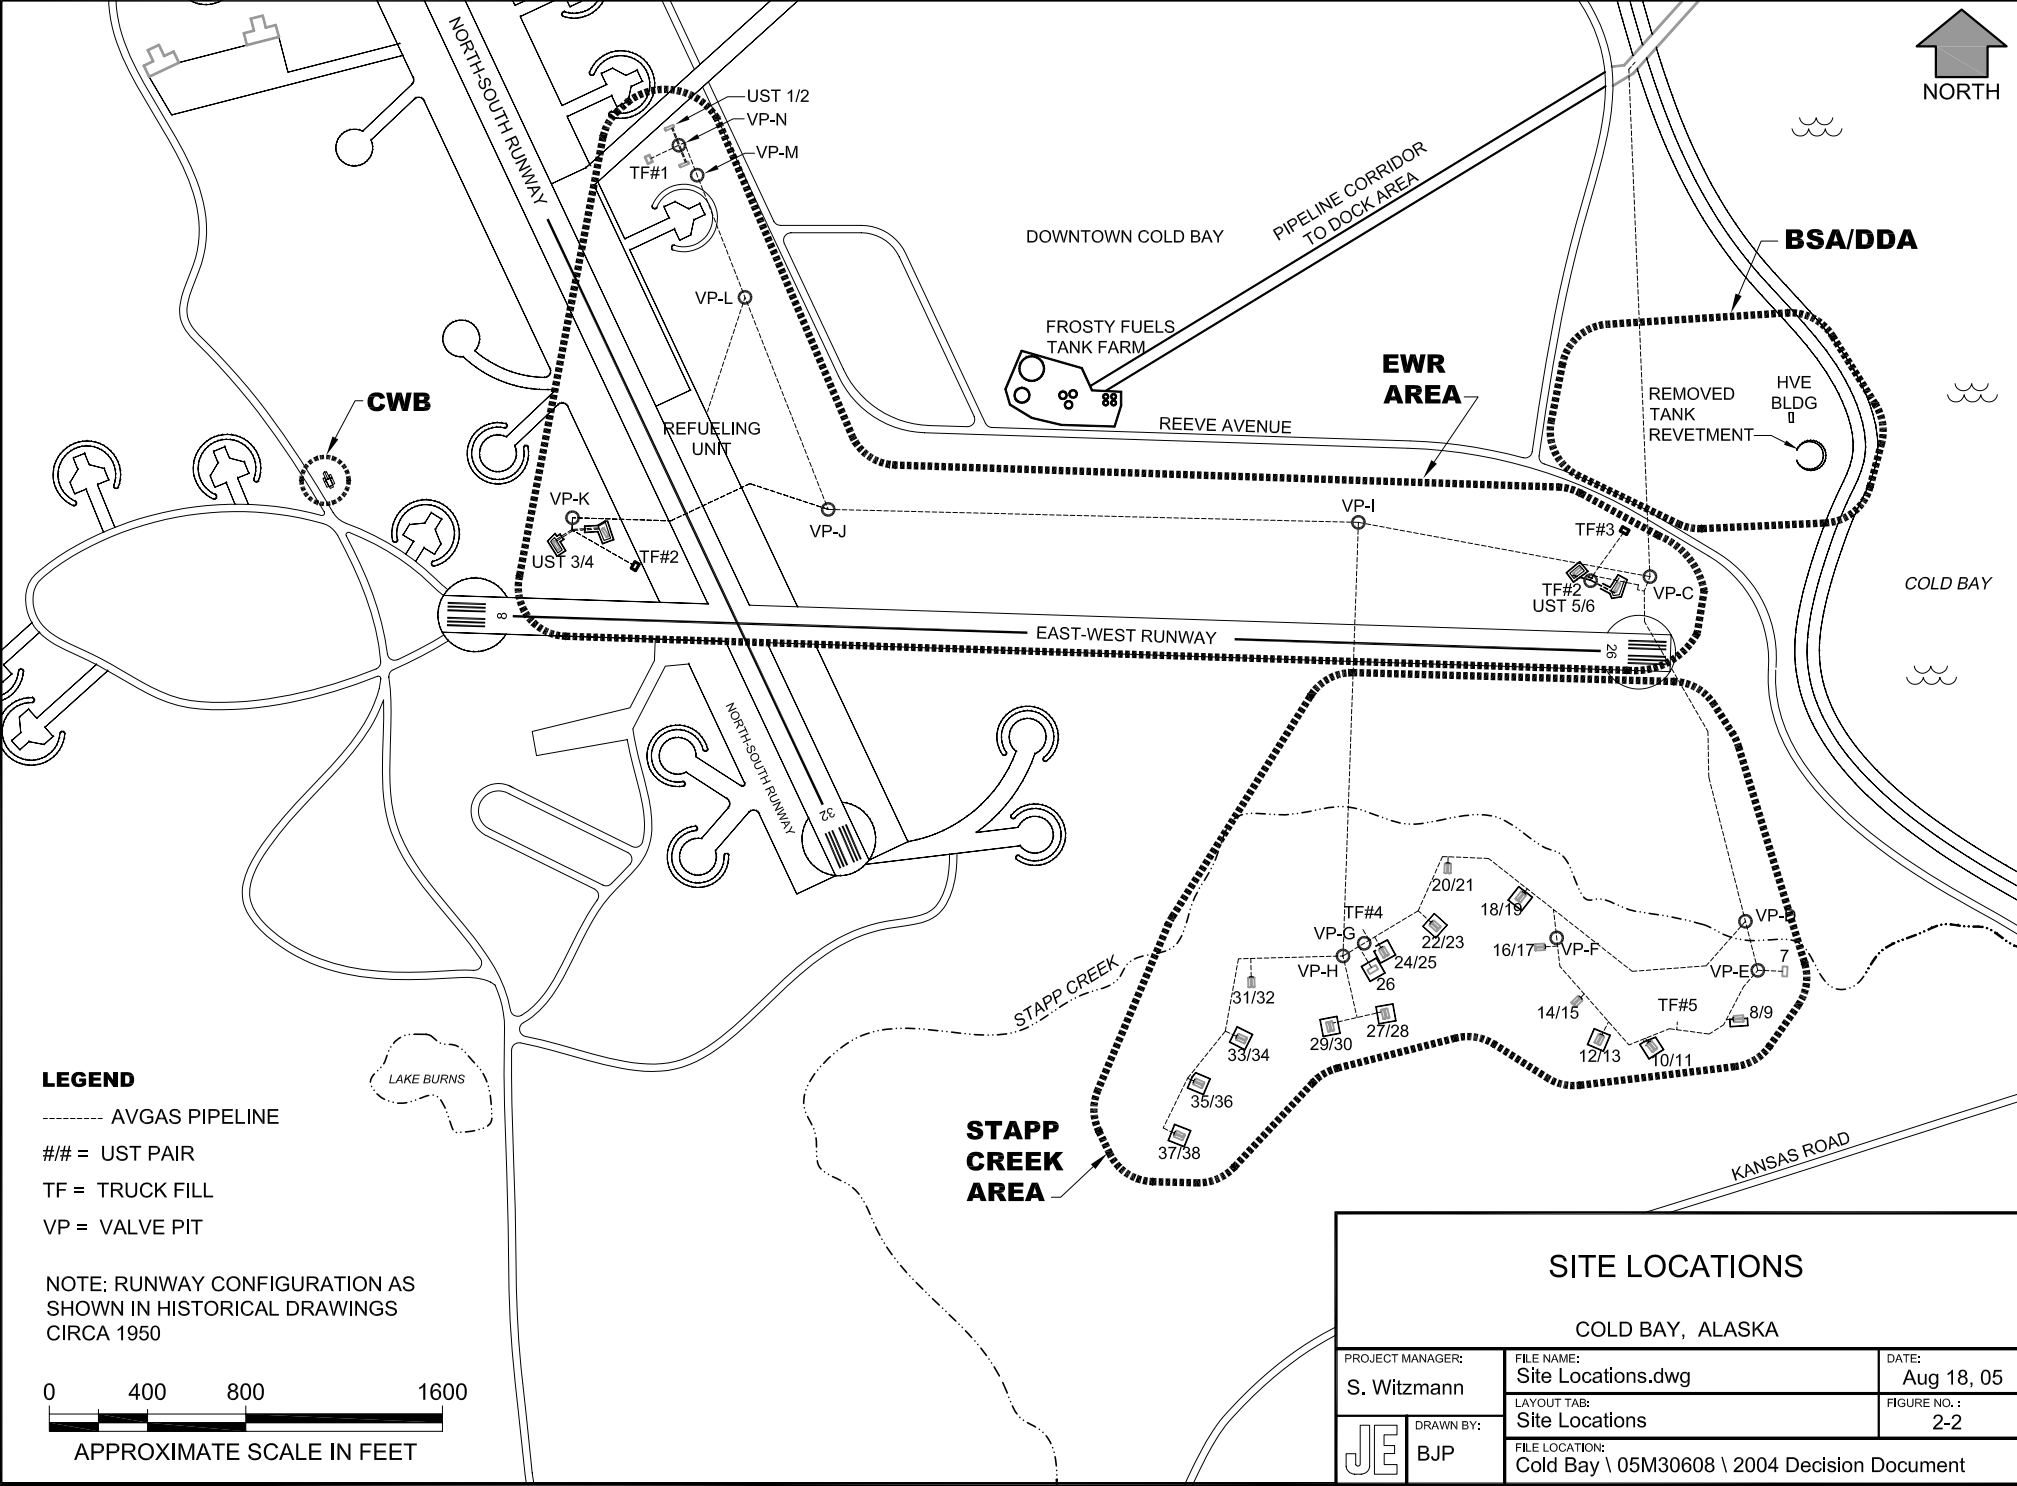 NORTH-SOUTH RUNWAY
UST 1/2
VP-N
VP-M
TF#1
NORTH
DOWNTOWN COLD BAY
PIPELINE CORRIDOR
TO DOCK AREA
BSA/DDA
VP-L
FROSTY FUELS
TANK FARM
EWR
AREA
HVE
BLDG
REMOVED
TANK
REVETMENT
CWB
REFUELING
UNIT
REEVE AVENUE
VP-K
VP-J
VP-I
TF#3
UST 3/4
TF#2
TF#2
UST 5/6
VP-C
COLD BAY
8
EAST-WEST RUNWAY
26
NORTH-SOUTH RUNWAY
32
20/21
18/19
TF#4
VP-G
22/23
16/17
VP-F
VP-
7
VP-H
24/25
26
VP-E
STAPP CREEK
31/32
14/15
TF#5
8/9
29/30
27/28
33/34
12/13
10/11
35/36
37/38
LAKE BURNS
STAPP
CREEK
AREA
KANSAS ROAD
LEGEND
------- AVGAS PIPELINE
#/# = UST PAIR
TF = TRUCK FILL
VP = VALVE PIT
NOTE: RUNWAY CONFIGURATION AS
SHOWN IN HISTORICAL DRAWINGS
CIRCA 1950
0 400 800 1600
APPROXIMATE SCALE IN FEET
SITE LOCATIONS
COLD BAY, ALASKA
PROJECT MANAGER:
S. Witzmann
FILE NAME:
Site Locations.dwg
DATE:
Aug 18, 05
LAYOUT TAB:
Site Locations
FIGURE NO. :
2-2
JE
DRAWN BY:
BJP
FILE LOCATION:
Cold Bay \ 05M30608 \ 2004 Decision Document